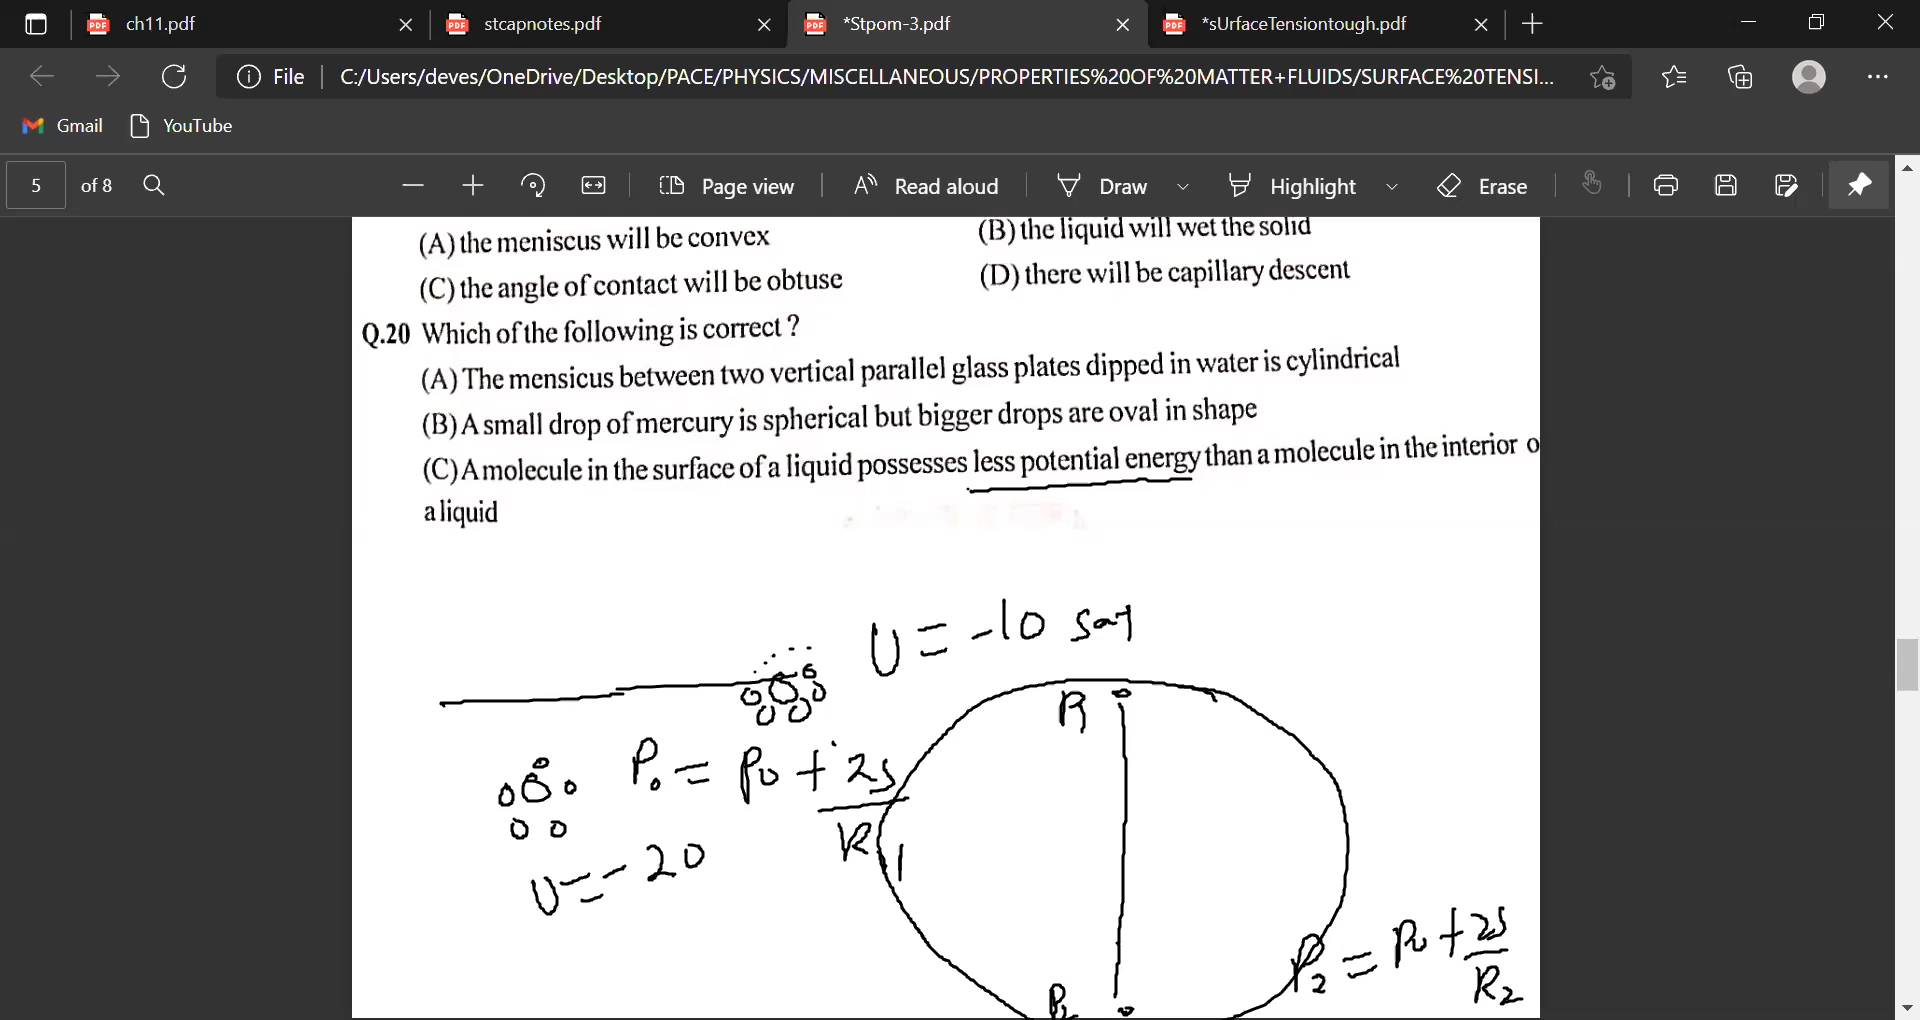 ch11.pdf
stcapnotes.pdf
*Stpom-3.pdf
*sUrfaceTensiontough.pdf
File
C:/Users/deves/OneDrive/Desktop/PACE/PHYSICS/MISCELLANEOUS/PROPERTIES%20OF%20MATTER+FLUIDS/SURFACE%20TENSI...
Gmail
YouTube
5 of 8
Page view
Read aloud
Draw
Highlight
Erase
(A) the meniscus will be convex
(B) the liquid will wet the solid
(C) the angle of contact will be obtuse
(D) there will be capillary descent
Q.20 Which of the following is correct ?
(A) The mensicus between two vertical parallel glass plates dipped in water is cylindrical
(B) A small drop of mercury is spherical but bigger drops are oval in shape
(C) A molecule in the surface of a liquid possesses less potential energy than a molecule in the interior o
a liquid
U = -10 say
P0 = P0 + 2s
R1
U = - 20
P2 = P0 + 2s
R2